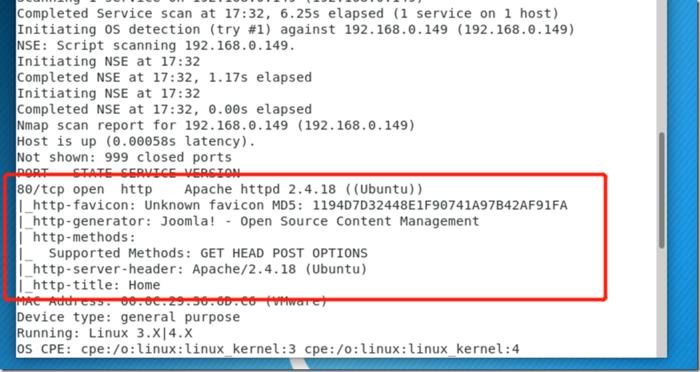 Completed Service scan at 17:32, 6.25s elapsed (1 service on 1 host)
Initiating OS detection (try #1) against 192.168.0.149 (192.168.0.149)
NSE: Script scanning 192.168.0.149.
Initiating NSE at 17:32
Completed NSE at 17:32, 1.17s elapsed
Initiating NSE at 17:32
Completed NSE at 17:32, 0.00s elapsed
Nmap scan report for 192.168.0.149 (192.168.0.149)
Host is up (0.00058s latency).
Not shown: 999 closed ports
PORT   STATE SERVICE VERSION
80/tcp open  http    Apache httpd 2.4.18 ((Ubuntu))
|_http-favicon: Unknown favicon MD5: 1194D7D32448E1F90741A97B42AF91FA
|_http-generator: Joomla! - Open Source Content Management
| http-methods:
|_  Supported Methods: GET HEAD POST OPTIONS
|_http-server-header: Apache/2.4.18 (Ubuntu)
|_http-title: Home
MAC Address: (VMware)
Device type: general purpose
Running: Linux 3.X|4.X
OS CPE: cpe:/o:linux:linux_kernel:3 cpe:/o:linux:linux_kernel:4